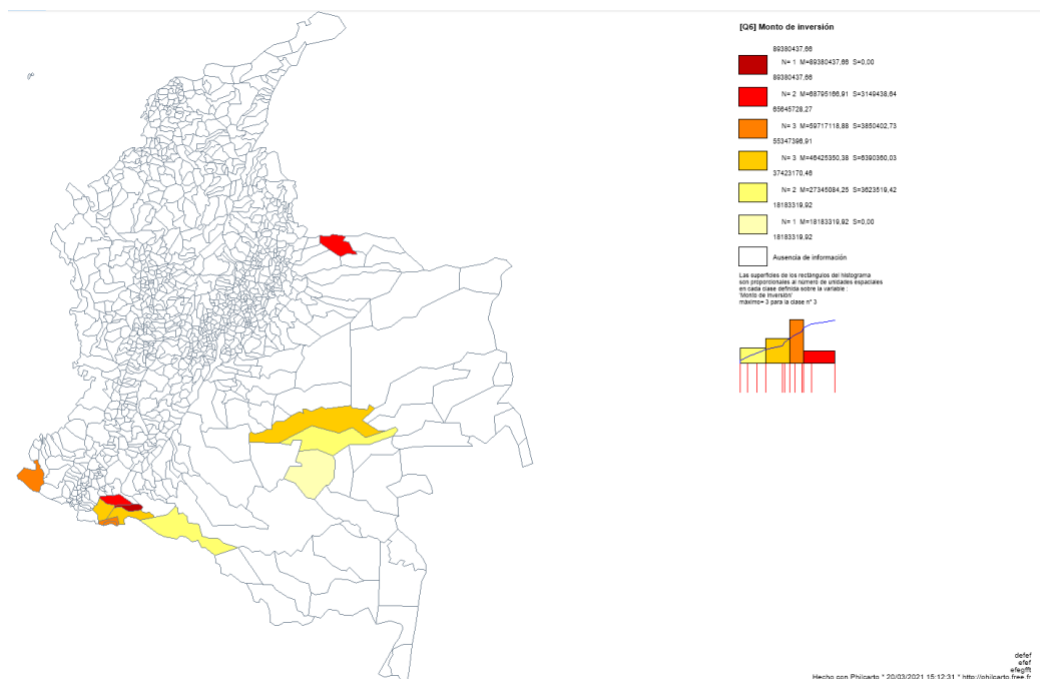 [Q6] Monto de inversión
89380437,66
N= 1 M=89380437,66 S=0,00
89380437,66
N= 2 M=68795166,91 S=3149438,64
65645728,27
N= 3 M=59717118,88 S=3850402,73
55347396,91
N= 3 M=46425350,38 S=6390360,03
37423170,46
N= 2 M=27345084,25 S=3623519,42
18183319,92
N= 1 M=18183319,92 S=0,00
18183319,92
Ausencia de información
Las superficies de los rectángulos del histograma
son proporcionales al número de unidades espaciales
en cada clase definida sobre la variable :
'Monto de inversión'
máximo= 3 para la clase n° 3
defef
efef
efegfft
Hecho con Philcarto * 20/03/2021 15:12:31 * http://philcarto.free.fr